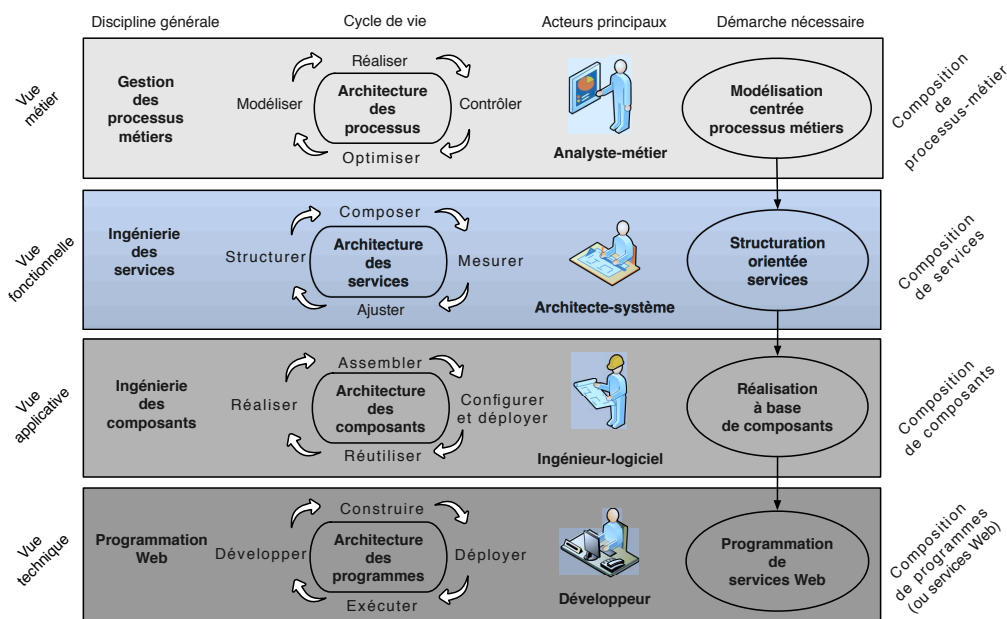 Discipline générale
Cycle de vie
Acteurs principaux
Démarche nécessaire
Vue
métier
Gestion
des
processus
métiers
Réaliser
Modéliser
Architecture
des
processus
Contrôler
Optimiser
Analyste-métier
Modélisation
centrée
processus métiers
Composition
de
processus-métier
Vue
fonctionnelle
Ingénierie
des
services
Composer
Structurer
Architecture
des
services
Mesurer
Ajuster
Architecte-système
Structuration
orientée
services
Composition
de services
Vue
applicative
Ingénierie
des
composants
Assembler
Réaliser
Architecture
des
composants
Configurer
et déployer
Réutiliser
Ingénieur-logiciel
Réalisation
à base
de composants
Composition
de composants
Vue
technique
Programmation
Web
Construire
Développer
Architecture
des
programmes
Déployer
Exécuter
Développeur
Programmation
de
services Web
Composition
de programmes
(ou services Web)